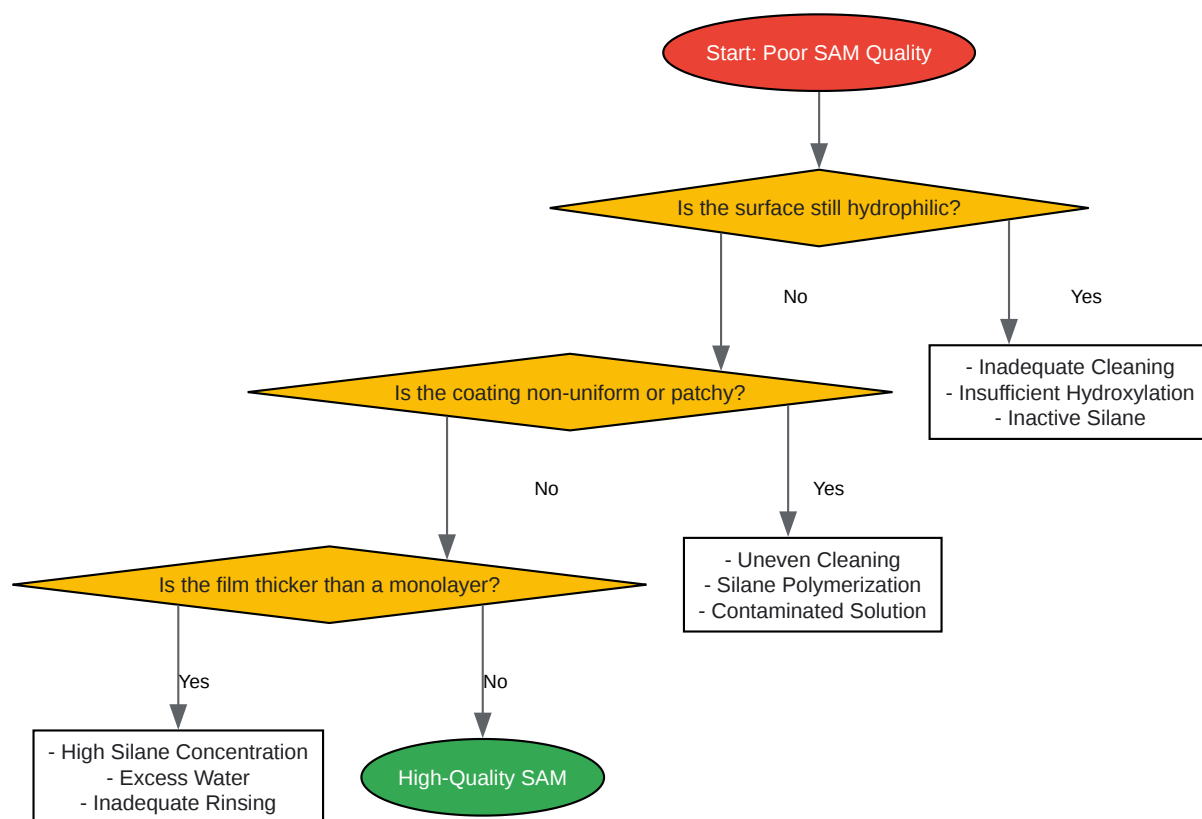 Start: Poor SAM Quality
Is the surface still hydrophilic?
No
Yes
- Inadequate Cleaning
- Insufficient Hydroxylation
- Inactive Silane
Is the coating non-uniform or patchy?
No
Yes
- Uneven Cleaning
- Silane Polymerization
- Contaminated Solution
Is the film thicker than a monolayer?
Yes
No
- High Silane Concentration
- Excess Water
- Inadequate Rinsing
High-Quality SAM